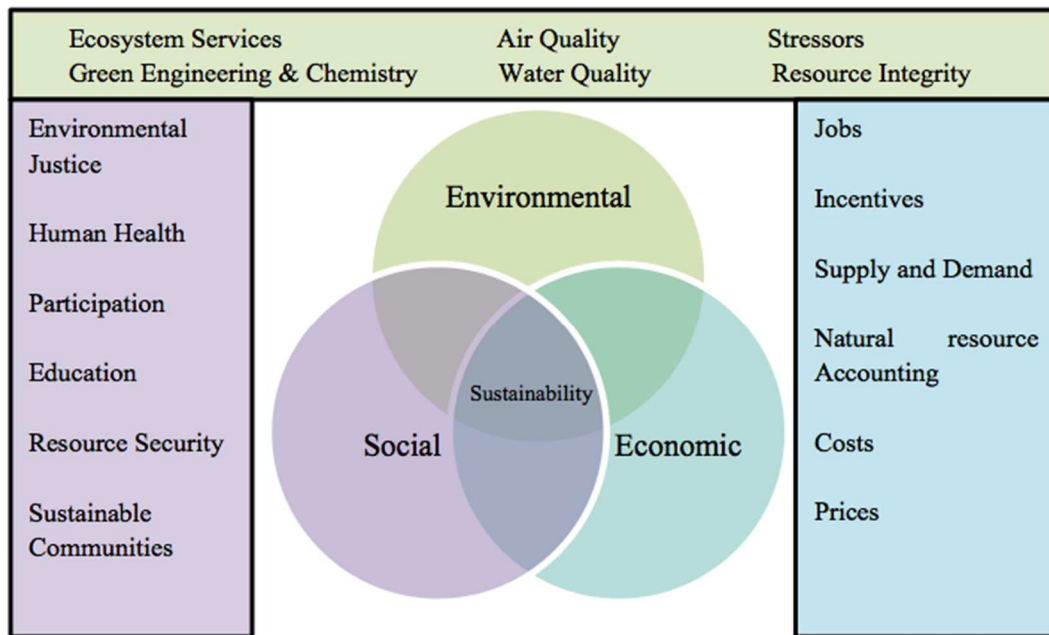 Ecosystem Services Air Quality Stressors
Green Engineering & Chemistry Water Quality Resource Integrity
Environmental
Justice
Human Health
Participation
Education
Resource Security
Sustainable
Communities
Environmental
Sustainability
Social
Economic
Jobs
Incentives
Supply and Demand
Natural resource
Accounting
Costs
Prices